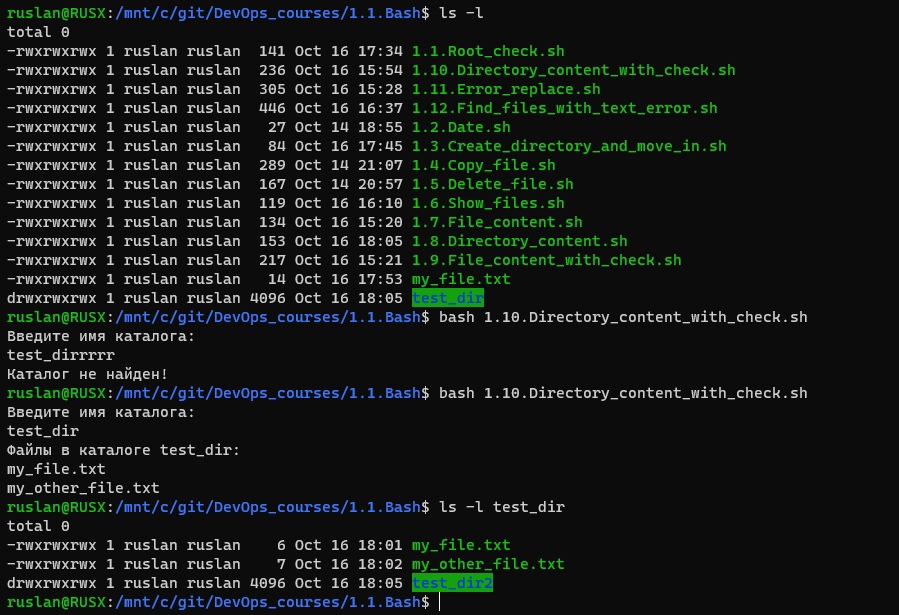 ruslan@RUSX:/mnt/c/git/DevOps_courses/1.1.Bash$ ls -l
total 0
-rwxrwxrwx 1 ruslan ruslan  141 Oct 16 17:34 1.1.Root_check.sh
-rwxrwxrwx 1 ruslan ruslan  236 Oct 16 15:54 1.10.Directory_content_with_check.sh
-rwxrwxrwx 1 ruslan ruslan  305 Oct 16 15:28 1.11.Error_replace.sh
-rwxrwxrwx 1 ruslan ruslan  446 Oct 16 16:37 1.12.Find_files_with_text_error.sh
-rwxrwxrwx 1 ruslan ruslan   27 Oct 14 18:55 1.2.Date.sh
-rwxrwxrwx 1 ruslan ruslan   84 Oct 16 17:45 1.3.Create_directory_and_move_in.sh
-rwxrwxrwx 1 ruslan ruslan  289 Oct 14 21:07 1.4.Copy_file.sh
-rwxrwxrwx 1 ruslan ruslan  167 Oct 14 20:57 1.5.Delete_file.sh
-rwxrwxrwx 1 ruslan ruslan  119 Oct 16 16:10 1.6.Show_files.sh
-rwxrwxrwx 1 ruslan ruslan  134 Oct 16 15:20 1.7.File_content.sh
-rwxrwxrwx 1 ruslan ruslan  153 Oct 16 18:05 1.8.Directory_content.sh
-rwxrwxrwx 1 ruslan ruslan  217 Oct 16 15:21 1.9.File_content_with_check.sh
-rwxrwxrwx 1 ruslan ruslan   14 Oct 16 17:53 my_file.txt
drwxrwxrwx 1 ruslan ruslan 4096 Oct 16 18:05 test_dir
ruslan@RUSX:/mnt/c/git/DevOps_courses/1.1.Bash$ bash 1.10.Directory_content_with_check.sh
Введите имя каталога:
test_dirrrrr
Каталог не найден!
ruslan@RUSX:/mnt/c/git/DevOps_courses/1.1.Bash$ bash 1.10.Directory_content_with_check.sh
Введите имя каталога:
test_dir
Файлы в каталоге test_dir:
my_file.txt
my_other_file.txt
ruslan@RUSX:/mnt/c/git/DevOps_courses/1.1.Bash$ ls -l test_dir
total 0
-rwxrwxrwx 1 ruslan ruslan    6 Oct 16 18:01 my_file.txt
-rwxrwxrwx 1 ruslan ruslan    7 Oct 16 18:02 my_other_file.txt
drwxrwxrwx 1 ruslan ruslan 4096 Oct 16 18:05 test_dir2
ruslan@RUSX:/mnt/c/git/DevOps_courses/1.1.Bash$